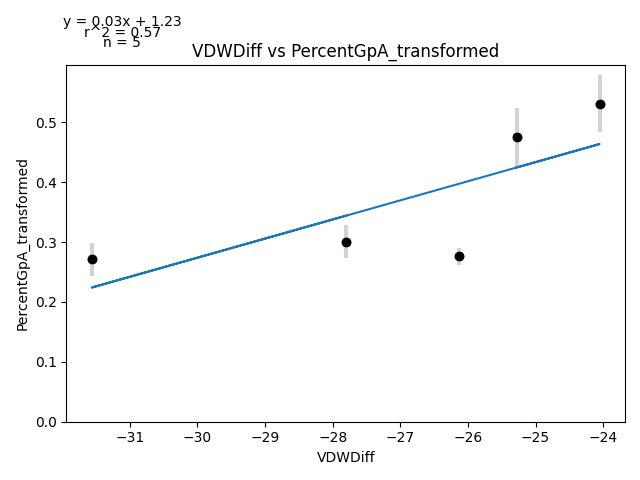 y = 0.03x + 1.23
r^2 = 0.57
n = 5
VDWDiff vs PercentGpA_transformed
PercentGpA_transformed
0.5
0.4
0.3
0.2
0.1
0.0
−31 −30 −29 −28 −27 −26 −25 −24
VDWDiff